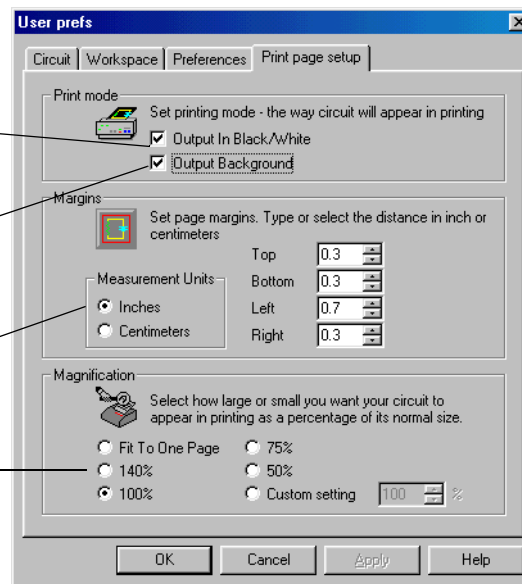 User prefs
Circuit Workspace Preferences Print page setup
Print mode
Set printing mode - the way circuit will appear in printing
Output In Black/White
Output Background
Margins
Set page margins. Type or select the distance in inch or
centimeters
Top 0.3
Measurement Units
Bottom 0.3
Inches
Left 0.7
Centimeters
Right 0.3
Magnification
Select how large or small you want your circuit to
appear in printing as a percentage of its normal size.
Fit To One Page 75%
140% 50%
100% Custom setting 100 %
OK Cancel Apply Help